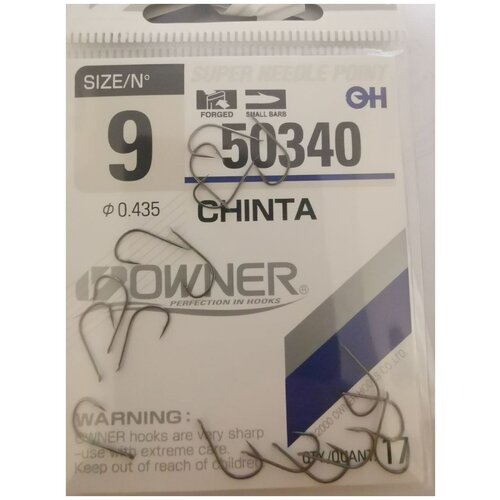 SIZE/N°
SUPER NEEDLE POINT
9
FORGED
SMALL BARB
50340
Φ 0.435
CHINTA
OWNER®
PERFECTION IN HOOKS
WARNING:
OWNER hooks are very sharp
-use with extreme care.
Keep out of reach of children
QTY/QUANT. 17